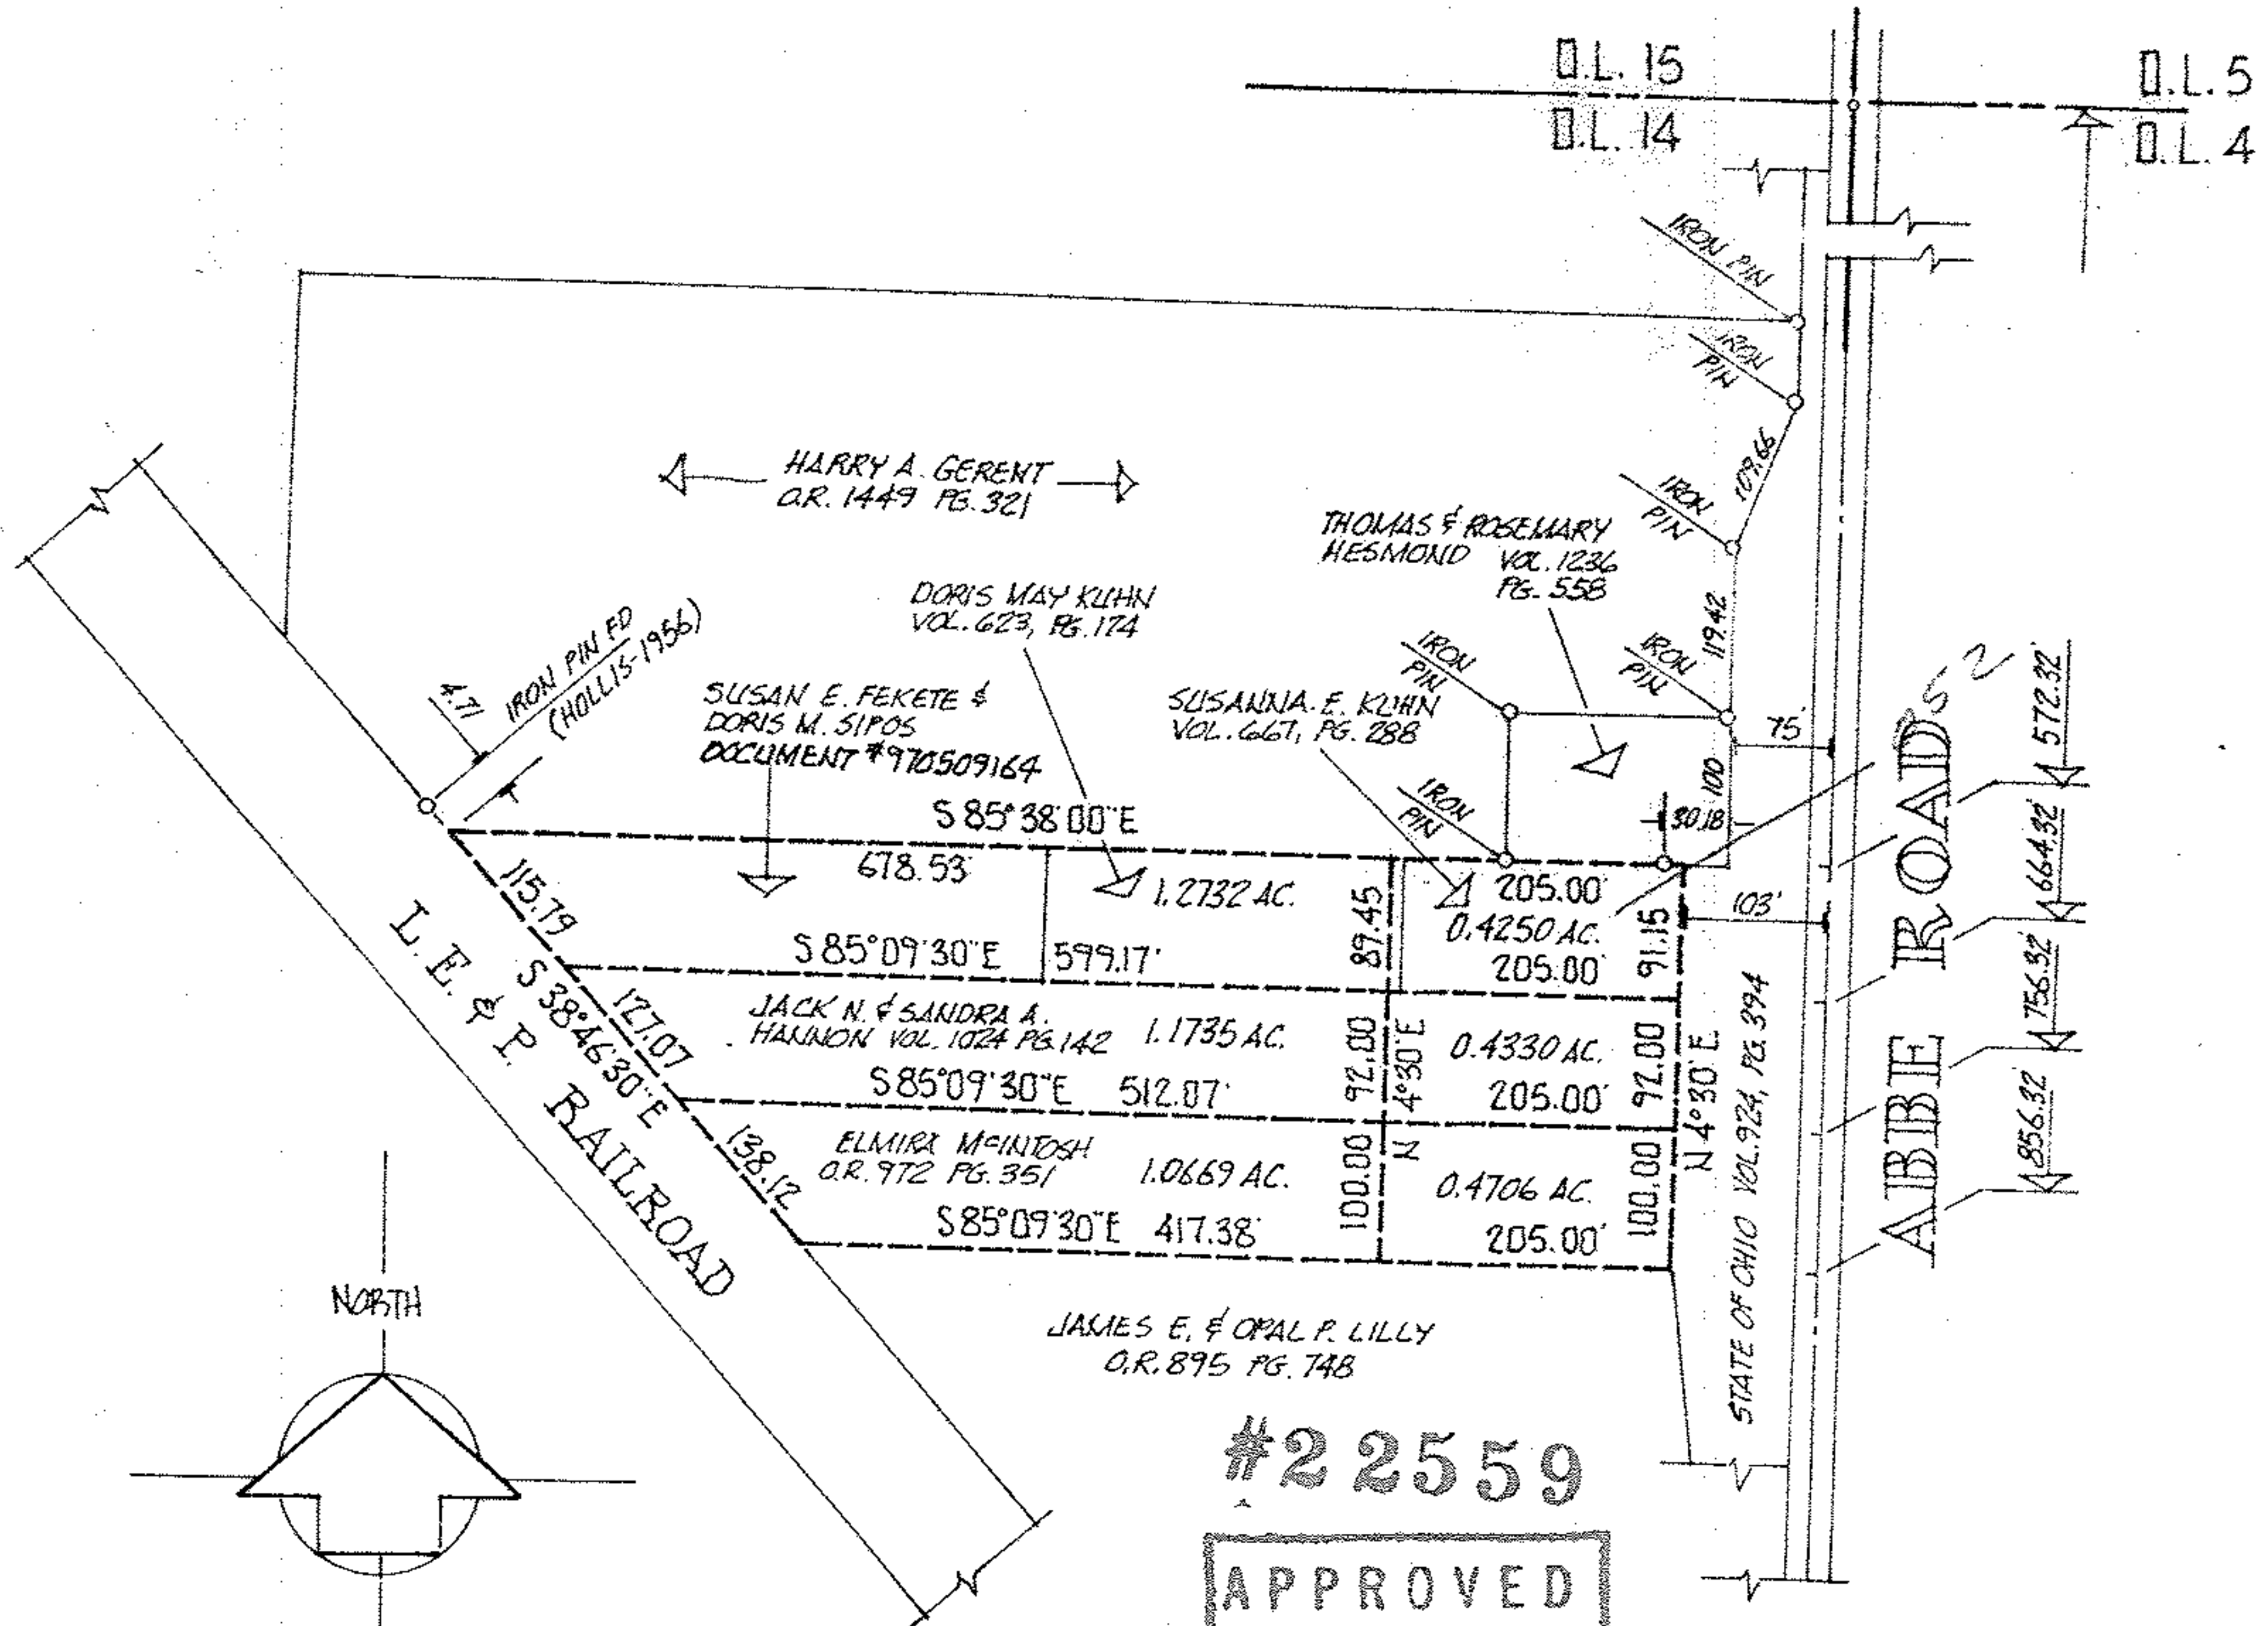 O.L. 15
O.L. 14
O.L. 5
O.L. 4
IRON PIN
IRON
PIN
109.66
IRON
PIN
119.42
HARRY A. GERENT
O.R. 1449 PG. 321
THOMAS & ROSEMARY
HESMOND VOL. 1236
PG. 558
DORIS MAY KUHN
VOL. 623, PG. 174
4.71
IRON PIN FD
(HOLLIS-1956)
SUSAN E. FEKETE &
DORIS M. SIPOS
DOCUMENT #970509164
SUSANNA. E. KUHN
VOL. 667, PG. 288
IRON
PIN
IRON
PIN
IRON
PIN
75'
100
30.18
572.32'
664.32'
756.32'
856.32'
ABBE ROAD
S 85°38'00"E
678.53'
1.2732 AC.
89.45
205.00'
0.4250 AC.
205.00'
91.15
103'
115.79
S 85°09'30"E 599.17'
L. E. & P. RAILROAD
S 38°46'30"E
127.07
JACK N. & SANDRA A.
HANNON VOL. 1024 PG. 142
1.1735 AC.
92.00
N 4°30'E
0.4330 AC.
205.00'
92.00
N 4°30'E
STATE OF OHIO VOL. 924, PG. 394
S 85°09'30"E 512.07'
138.12
ELMIRA McINTOSH
O.R. 972 PG. 351
1.0669 AC.
100.00
0.4706 AC.
205.00'
100.00
S 85°09'30"E 417.38'
NORTH
JAMES E. & OPAL P. LILLY
O.R. 895 PG. 748
#22559
APPROVED